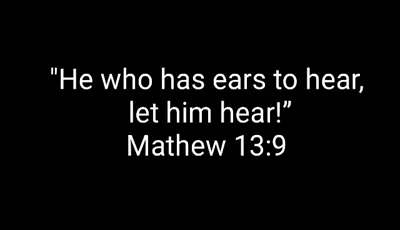 "He who has ears to hear,
let him hear!”
Mathew 13:9